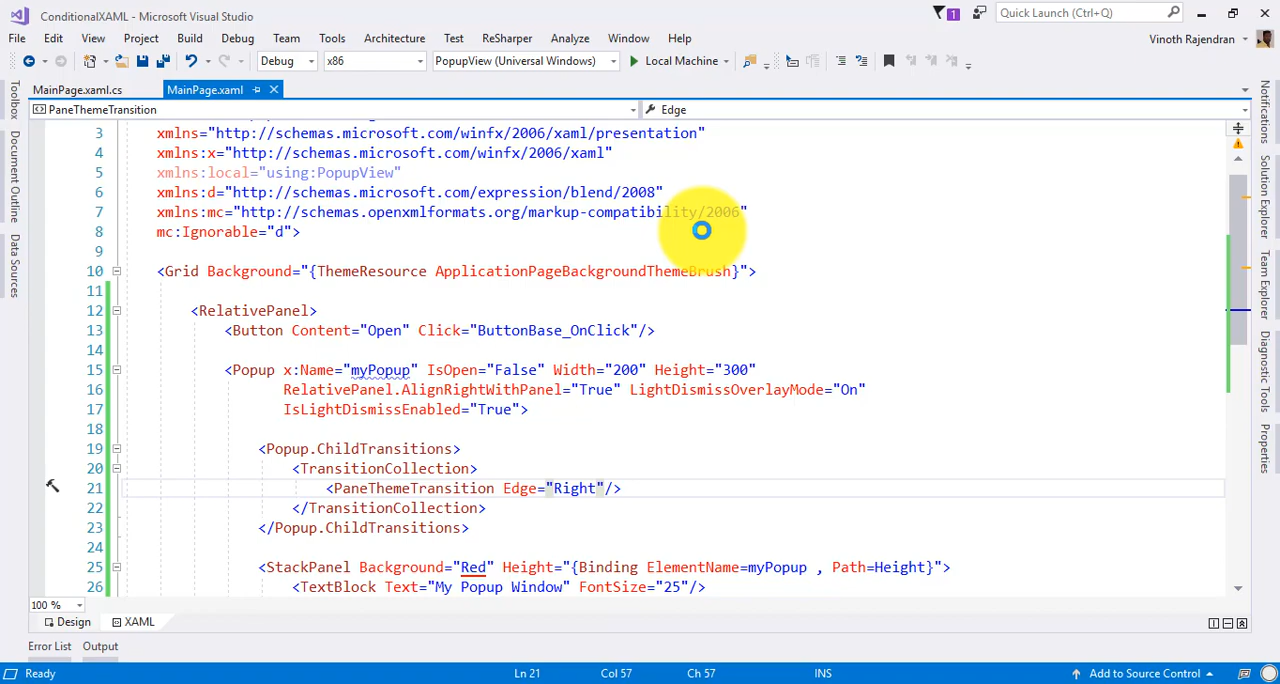 ConditionalXAML - Microsoft Visual Studio
1
Quick Launch (Ctrl+Q)
File Edit View Project Build Debug Team Tools Architecture Test ReSharper Analyze Window Help
Vinoth Rajendran
Debug x86 PopupView (Universal Windows) Local Machine
MainPage.xaml.cs MainPage.xaml
PaneThemeTransition Edge
Toolbox
Document Outline
Data Sources
3 xmlns="http://schemas.microsoft.com/winfx/2006/xaml/presentation"
4 xmlns:x="http://schemas.microsoft.com/winfx/2006/xaml"
5 xmlns:local="using:PopupView"
6 xmlns:d="http://schemas.microsoft.com/expression/blend/2008"
7 xmlns:mc="http://schemas.openxmlformats.org/markup-compatibility/2006"
8 mc:Ignorable="d">
9
10 <Grid Background="{ThemeResource ApplicationPageBackgroundThemeBrush}">
11
12 <RelativePanel>
13 <Button Content="Open" Click="ButtonBase_OnClick"/>
14
15 <Popup x:Name="myPopup" IsOpen="False" Width="200" Height="300"
16 RelativePanel.AlignRightWithPanel="True" LightDismissOverlayMode="On"
17 IsLightDismissEnabled="True">
18
19 <Popup.ChildTransitions>
20 <TransitionCollection>
21 <PaneThemeTransition Edge="Right"/>
22 </TransitionCollection>
23 </Popup.ChildTransitions>
24
25 <StackPanel Background="Red" Height="{Binding ElementName=myPopup , Path=Height}">
26 <TextBlock Text="My Popup Window" FontSize="25"/>
Notifications
Solution Explorer
Team Explorer
Diagnostic Tools
Properties
100 %
Design XAML
Error List Output
Ready Ln 21 Col 57 Ch 57 INS Add to Source Control